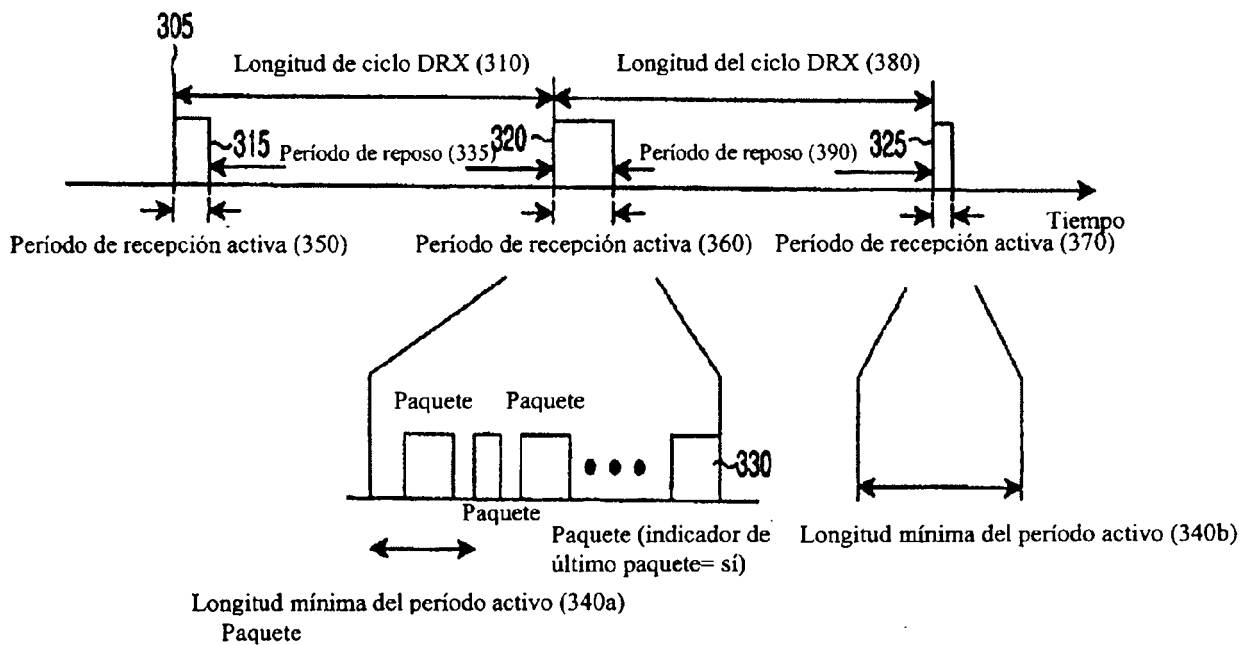 305
Longitud de ciclo DRX (310)
Longitud del ciclo DRX (380)
315
Período de reposo (335)
320
Período de reposo (390)
325
Tiempo
Período de recepción activa (350)
Período de recepción activa (360)
Período de recepción activa (370)
Paquete
Paquete
330
Paquete
Paquete (indicador de
último paquete= sí)
Longitud mínima del período activo (340b)
Longitud mínima del período activo (340a)
Paquete